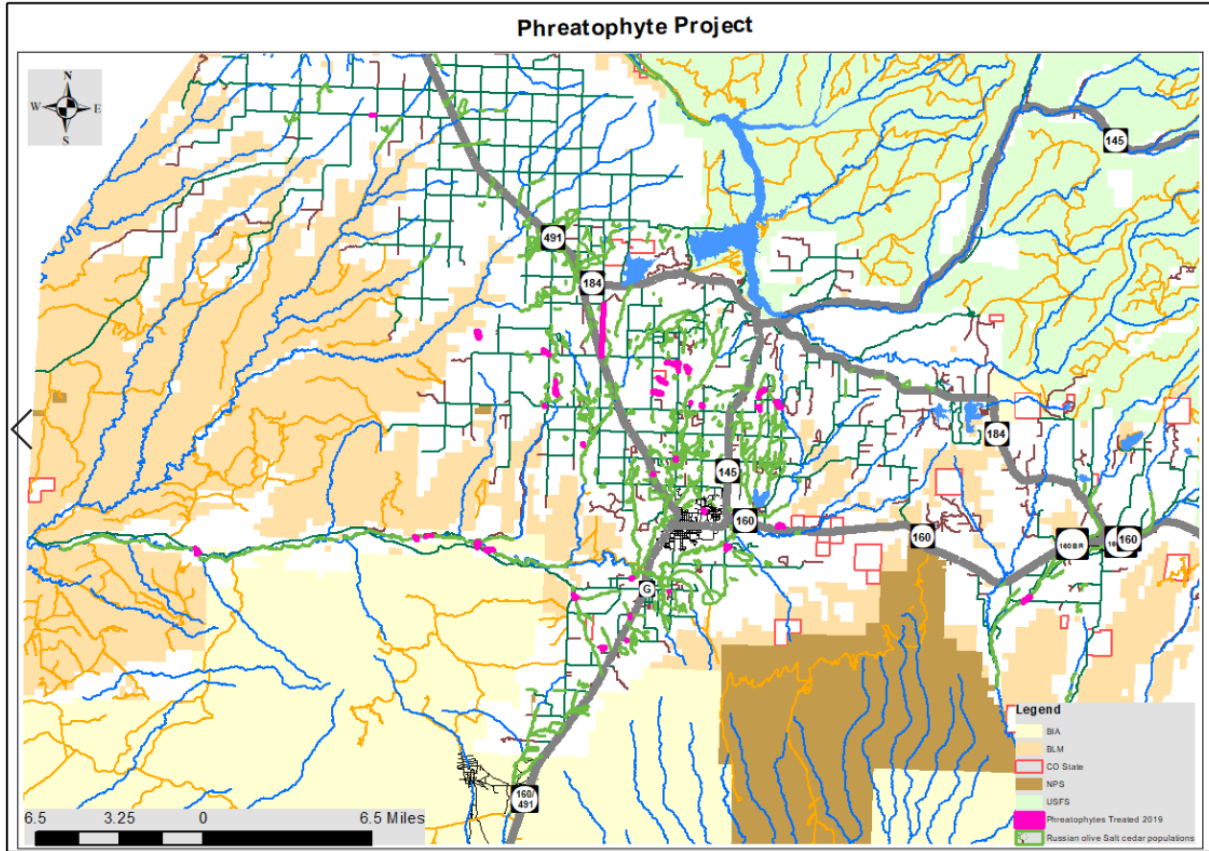 Phreatophyte Project
N
W E
S
145
491
184
184
145
160
160
160BR
160
G
160/
491
6.5 3.25 0 6.5 Miles
Legend
BIA
BLM
CO State
NPS
USFS
Phreatophytes Treated 2019
Russian olive Salt cedar populations